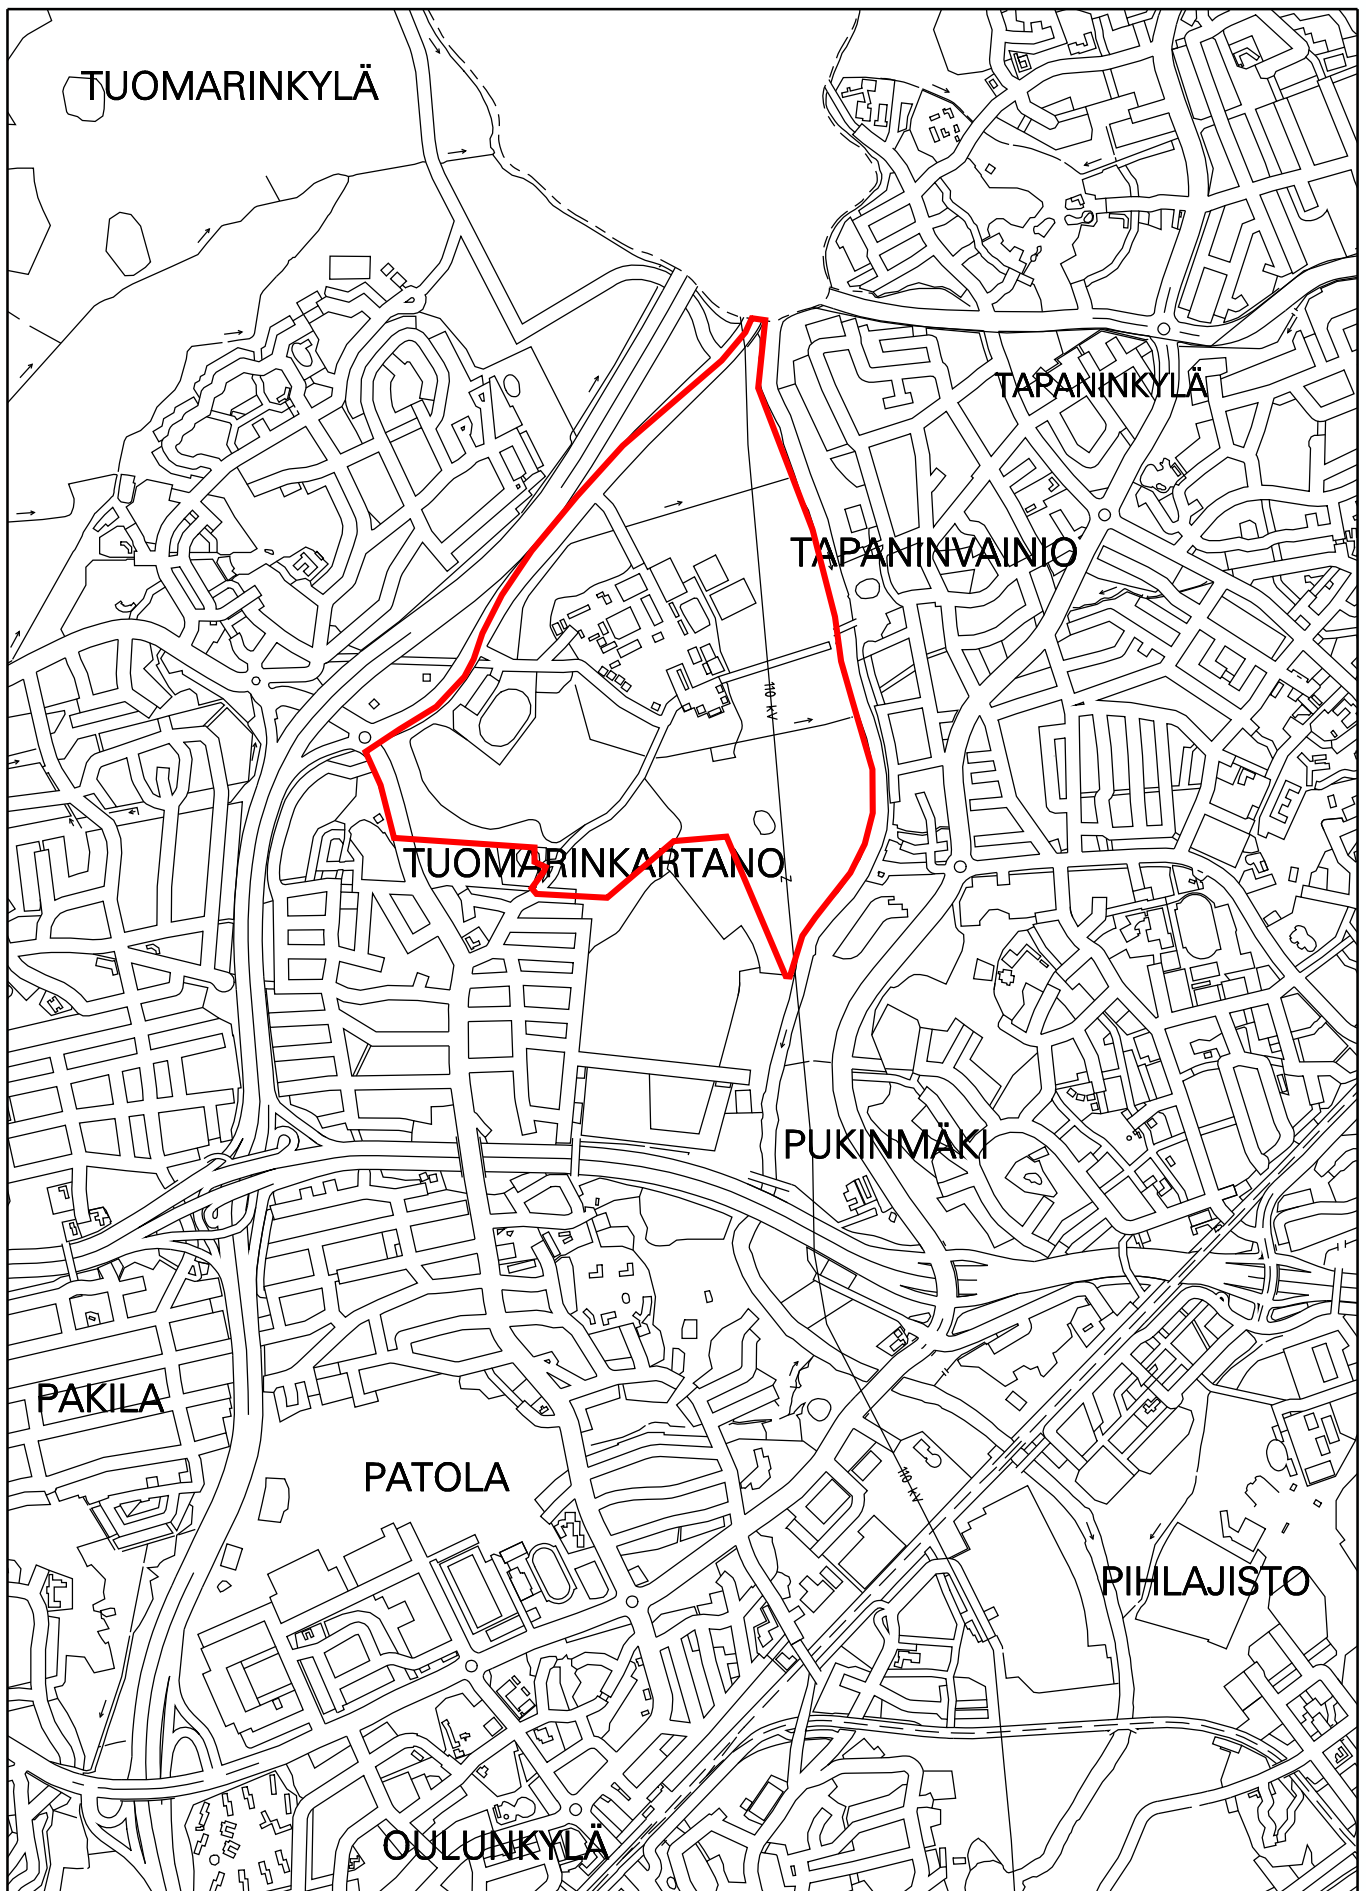 TUOMARINKYLÄ
TAPANINKYLÄ
TAPANINVAINIO
110 kV
TUOMARINKARTANO
Z
PUKINMÄKI
PAKILA
PATOLA
110 kV
PIHLAJISTO
OULUNKYLÄ